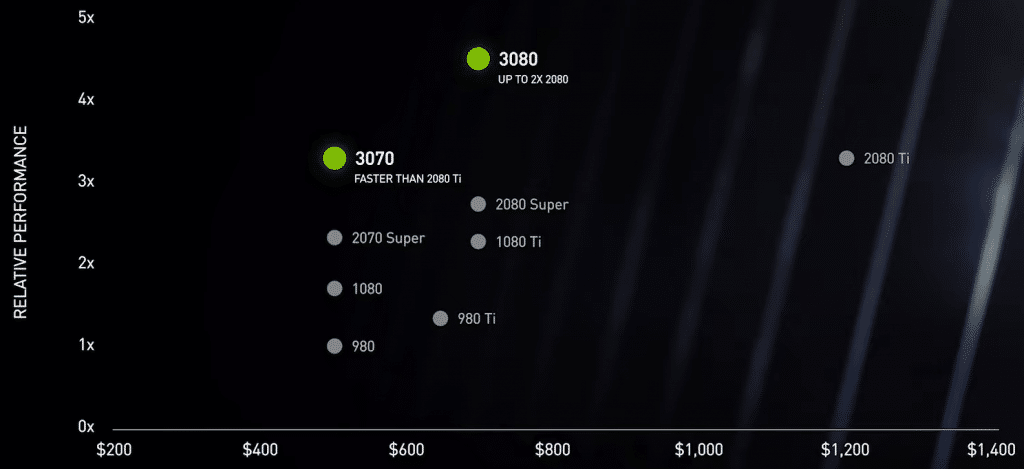 5x
4x
3x
2x
1x
0x
RELATIVE PERFORMANCE
3080
UP TO 2X 2080
3070
FASTER THAN 2080 Ti
2080 Ti
2080 Super
2070 Super
1080 Ti
1080
980 Ti
980
$200 $400 $600 $800 $1,000 $1,200 $1,400